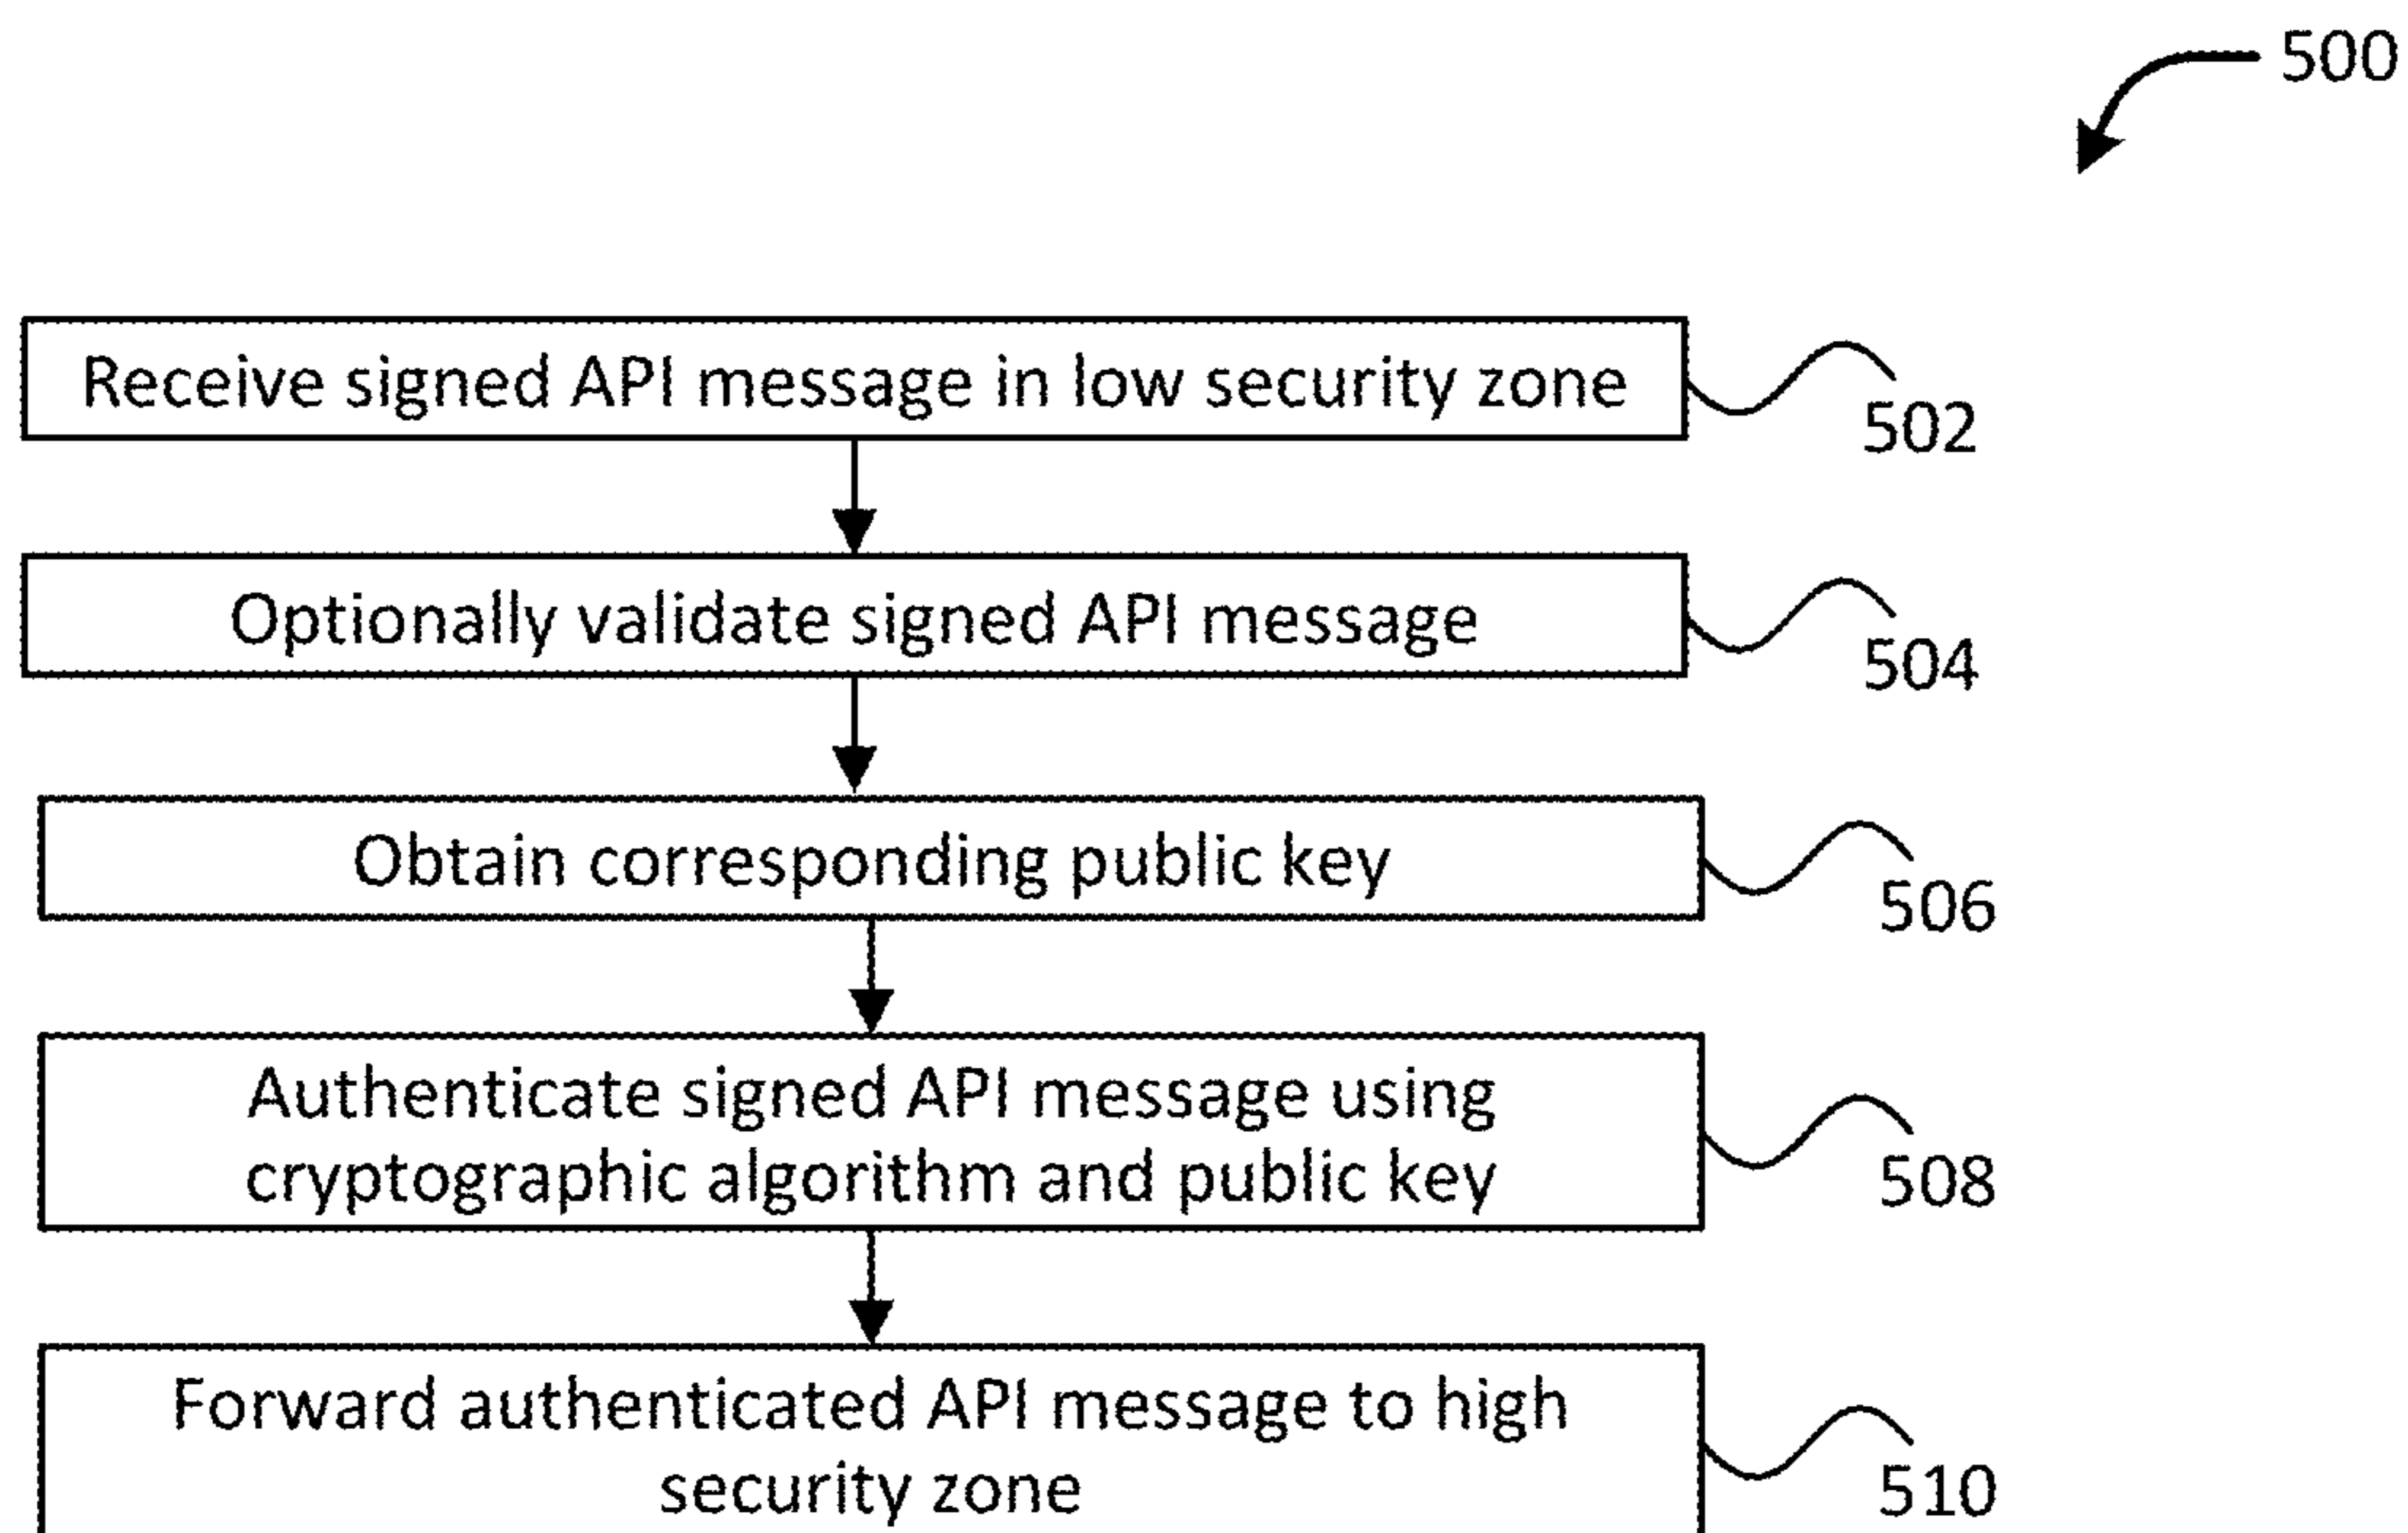 500
Receive signed API message in low security zone
502
Optionally validate signed API message
504
Obtain corresponding public key
506
Authenticate signed API message using
cryptographic algorithm and public key
508
Forward authenticated API message to high
security zone
510